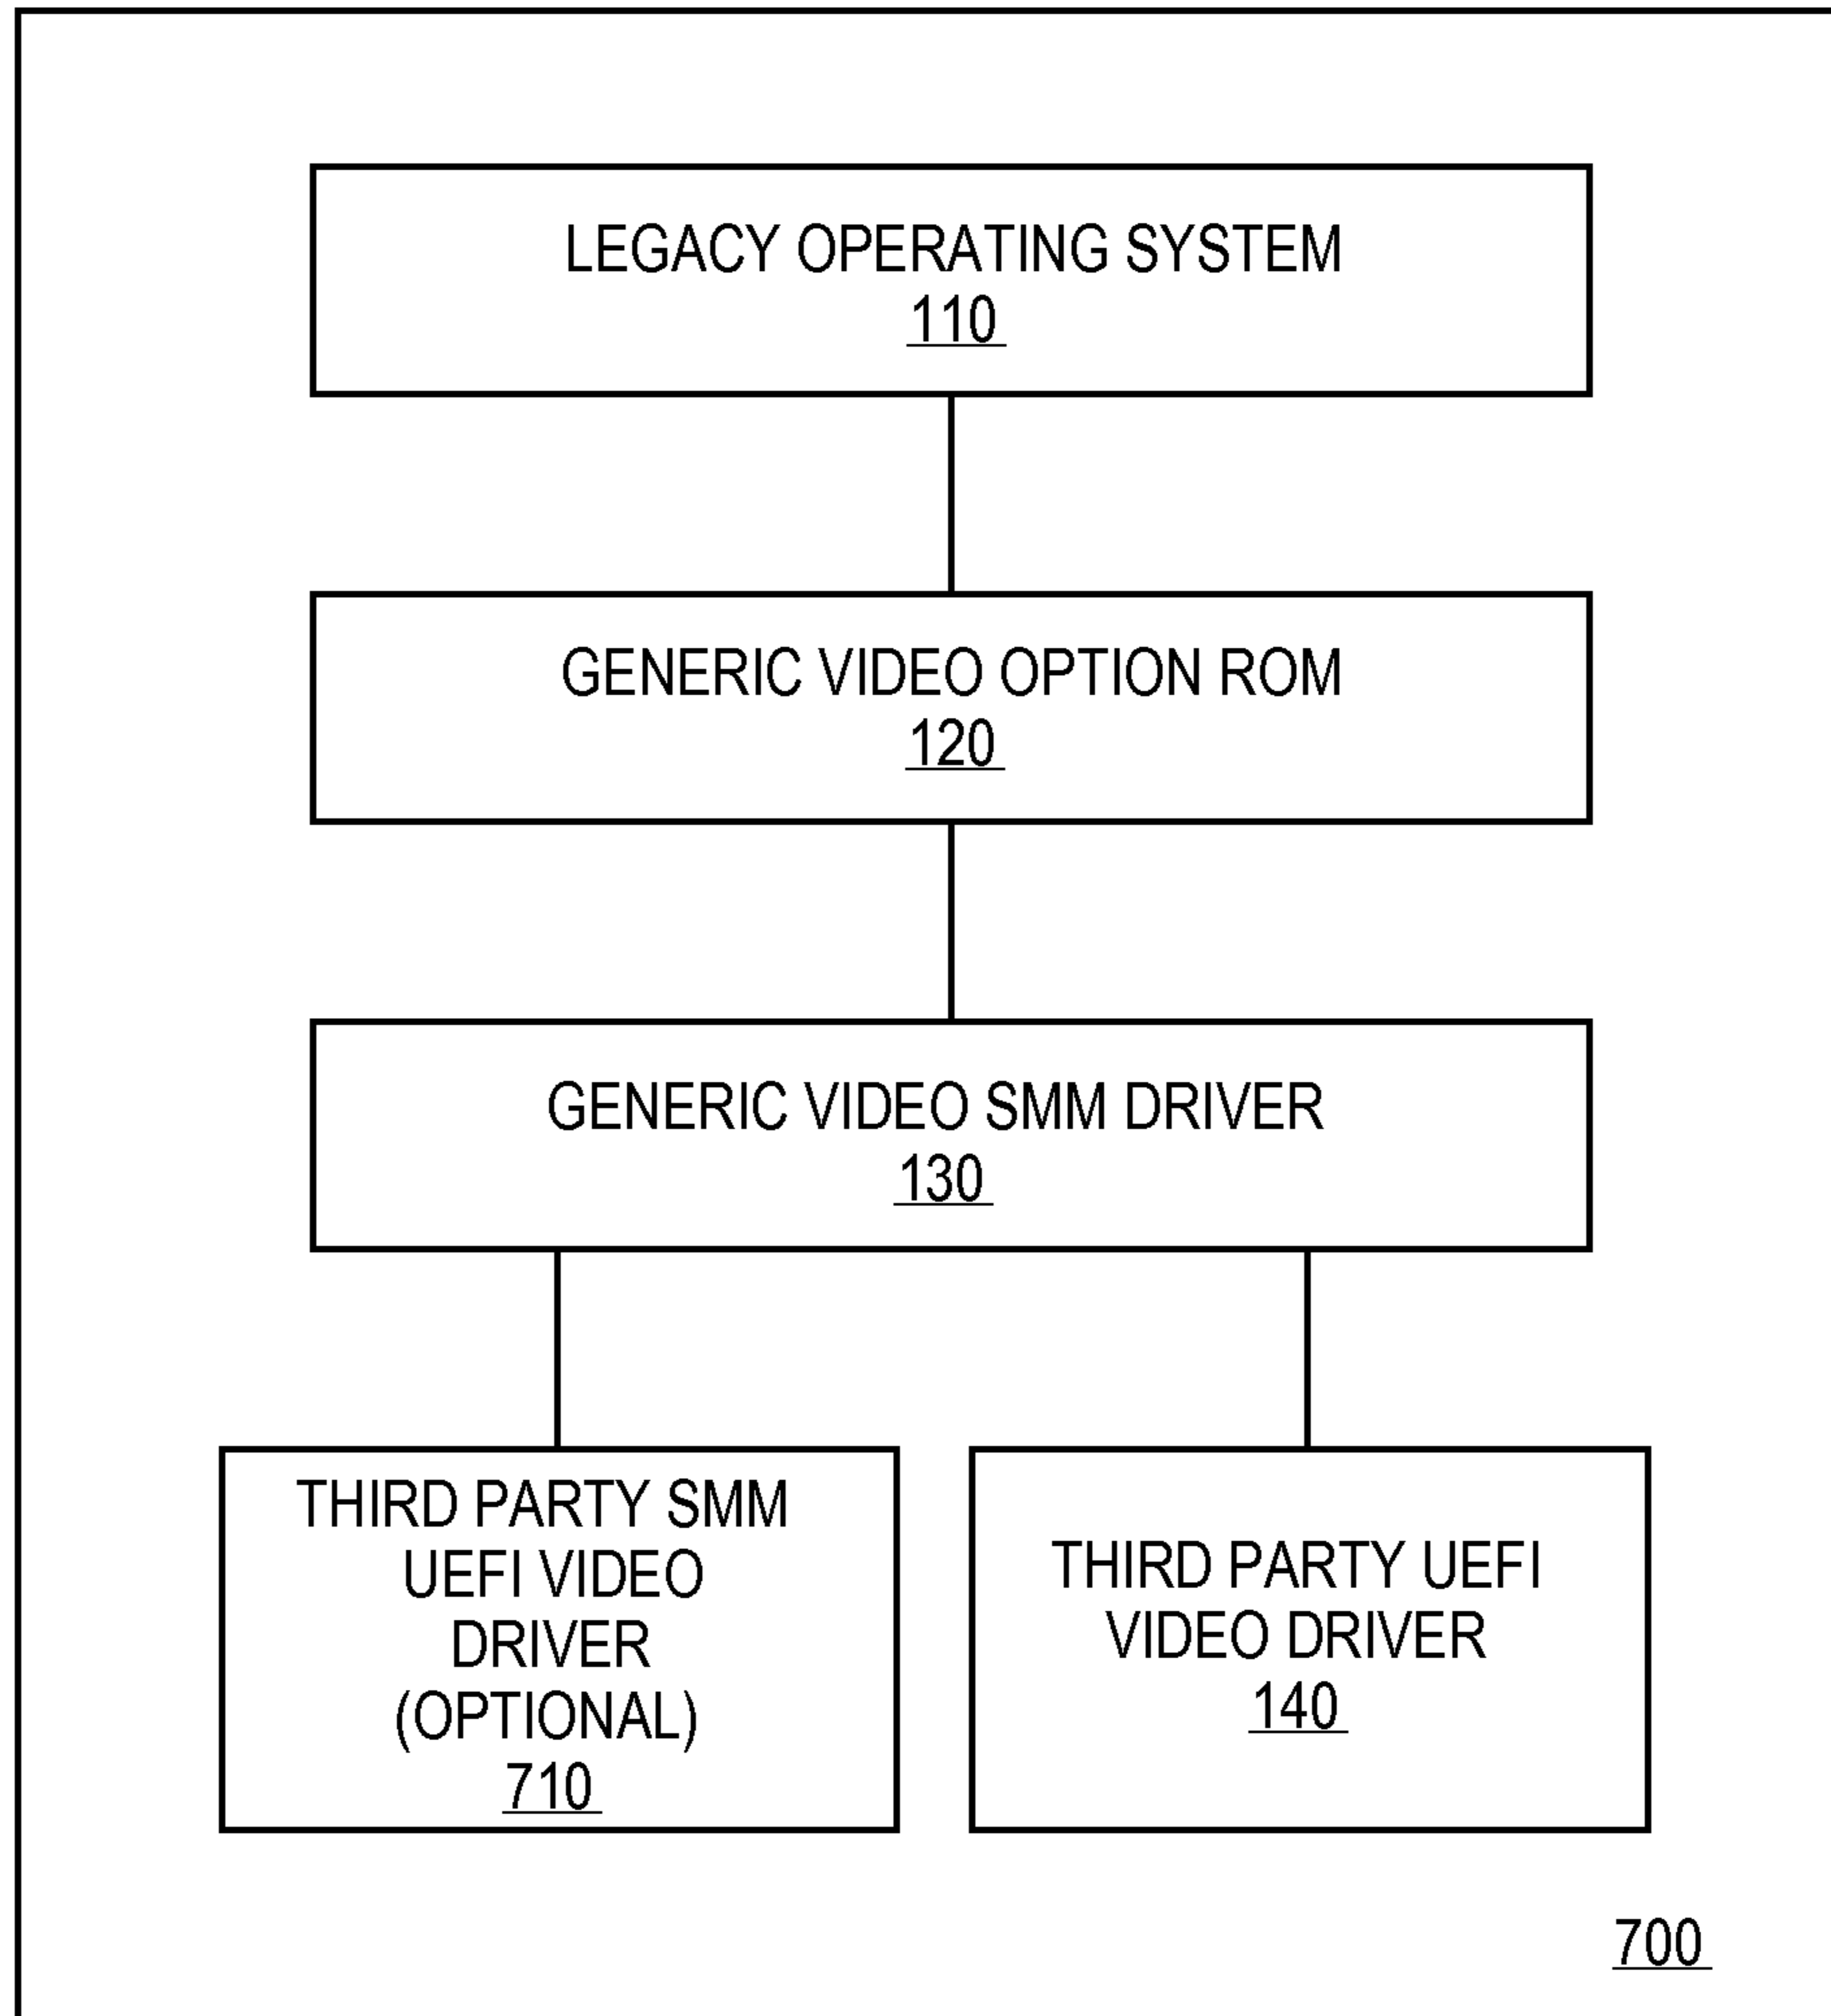 LEGACY OPERATING SYSTEM
110
GENERIC VIDEO OPTION ROM
120
GENERIC VIDEO SMM DRIVER
130
THIRD PARTY SMM
UEFI VIDEO
DRIVER
(OPTIONAL)
710
THIRD PARTY UEFI
VIDEO DRIVER
140
700